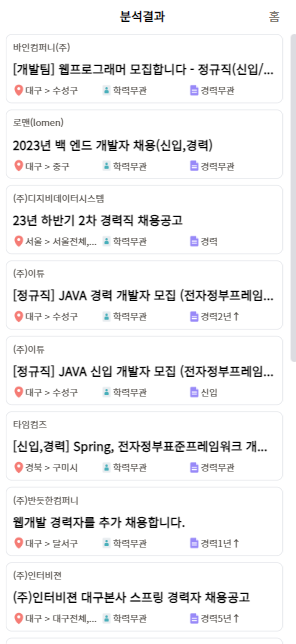 분석결과
홈
바인컴퍼니(주)
[개발팀] 웹프로그래머 모집합니다 - 정규직(신입/...
대구 > 수성구 학력무관 경력무관
로맨(lomen)
2023년 백 엔드 개발자 채용(신입,경력)
대구 > 중구 학력무관 경력무관
(주)디지비데이터시스템
23년 하반기 2차 경력직 채용공고
서울 > 서울전체,... 학력무관 경력
(주)이튜
[정규직] JAVA 경력 개발자 모집 (전자정부프레임...
대구 > 수성구 학력무관 경력2년↑
(주)이튜
[정규직] JAVA 신입 개발자 모집 (전자정부프레임...
대구 > 수성구 학력무관 신입
타임컴즈
[신입,경력] Spring, 전자정부표준프레임워크 개...
경북 > 구미시 학력무관 경력무관
(주)반듯한컴퍼니
웹개발 경력자를 추가 채용합니다.
대구 > 달서구 학력무관 경력1년↑
(주)인터비젼
(주)인터비젼 대구본사 스프링 경력자 채용공고
대구 > 대구전체,... 학력무관 경력5년↑